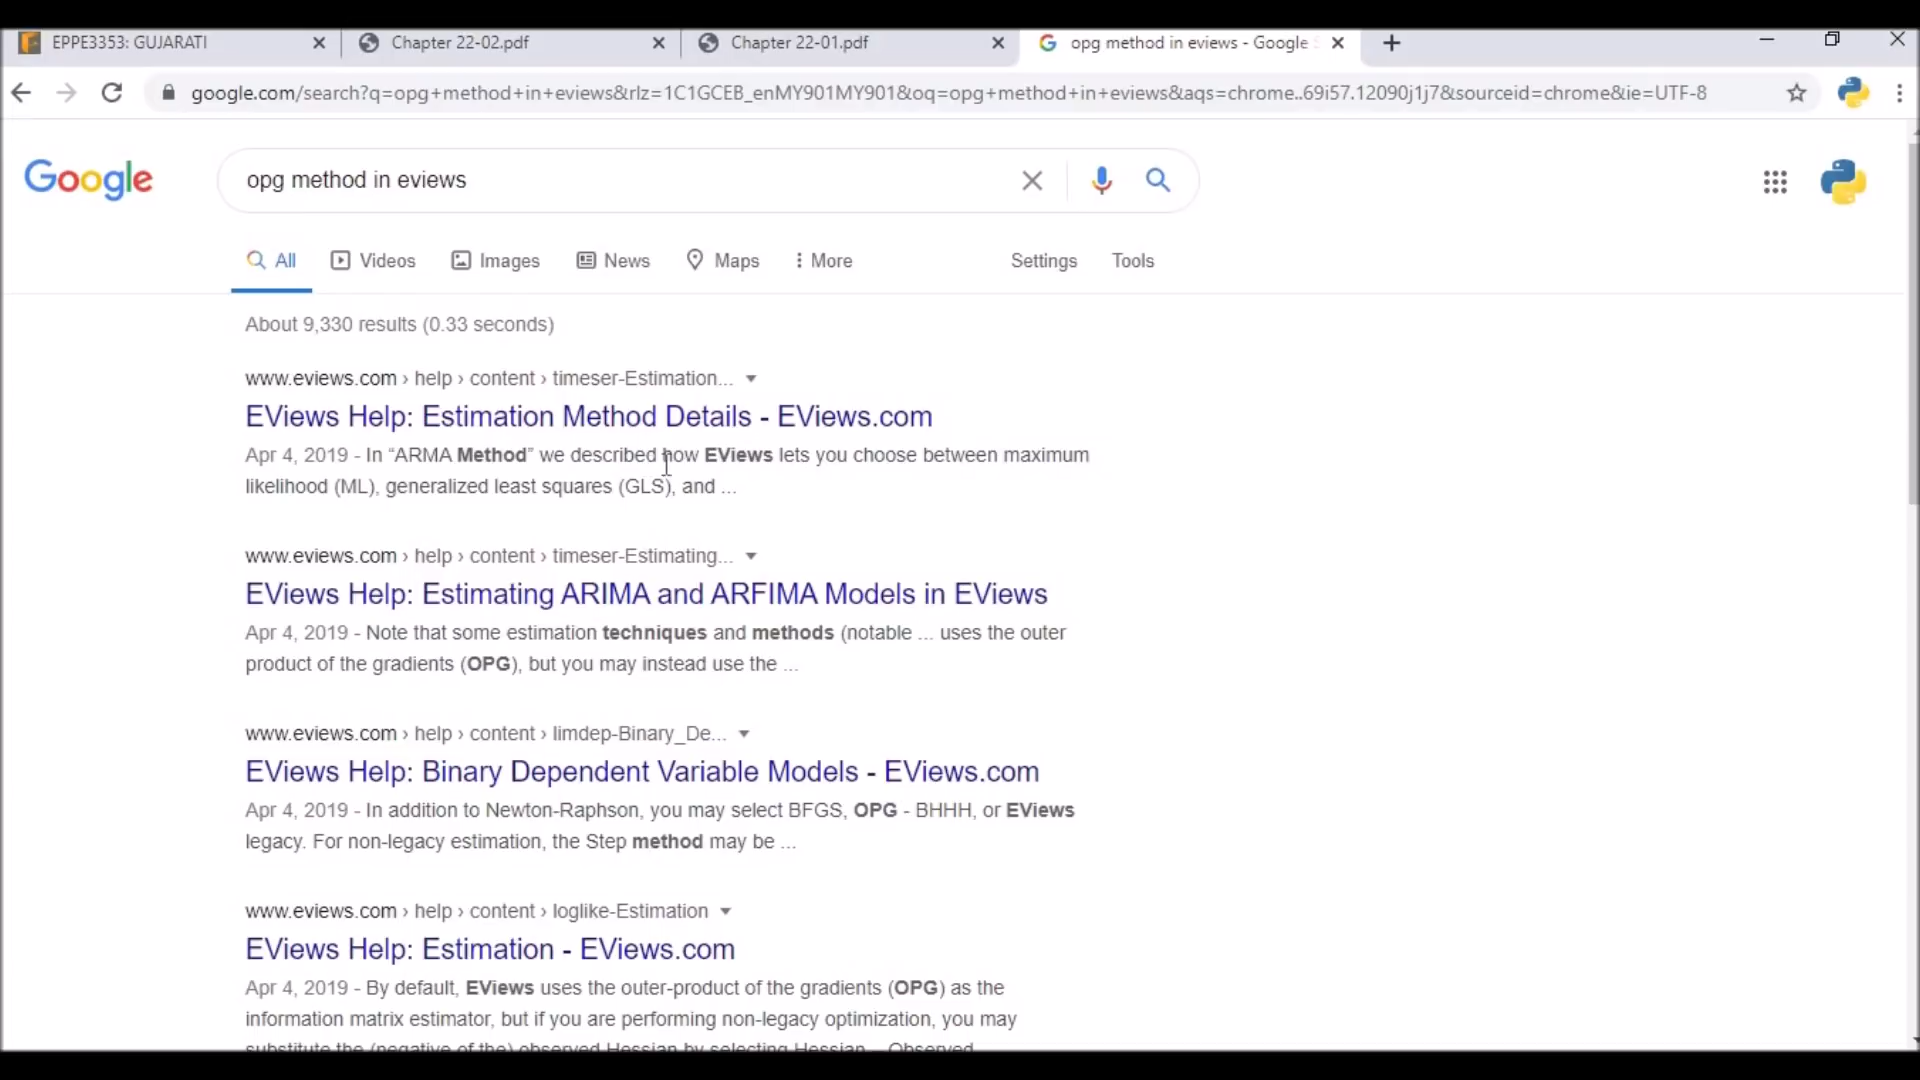 EPPE3353: GUJARATI
Chapter 22-02.pdf
Chapter 22-01.pdf
opg method in eviews - Google
google.com/search?q=opg+method+in+eviews&rlz=1C1GCEB_enMY901MY901&oq=opg+method+in+eviews&aqs=chrome..69i57.12090j1j7&sourceid=chrome&ie=UTF-8
Google
opg method in eviews
All Videos Images News Maps More Settings Tools
About 9,330 results (0.33 seconds)
www.eviews.com › help › content › timeser-Estimation...
EViews Help: Estimation Method Details - EViews.com
Apr 4, 2019 - In “ARMA Method” we described how EViews lets you choose between maximum
likelihood (ML), generalized least squares (GLS), and ...
www.eviews.com › help › content › timeser-Estimating...
EViews Help: Estimating ARIMA and ARFIMA Models in EViews
Apr 4, 2019 - Note that some estimation techniques and methods (notable ... uses the outer
product of the gradients (OPG), but you may instead use the ...
www.eviews.com › help › content › limdep-Binary_De...
EViews Help: Binary Dependent Variable Models - EViews.com
Apr 4, 2019 - In addition to Newton-Raphson, you may select BFGS, OPG - BHHH, or EViews
legacy. For non-legacy estimation, the Step method may be ...
www.eviews.com › help › content › loglike-Estimation
EViews Help: Estimation - EViews.com
Apr 4, 2019 - By default, EViews uses the outer-product of the gradients (OPG) as the
information matrix estimator, but if you are performing non-legacy optimization, you may
substitute the (negative of the) observed Hessian by selecting Hessian - Observed